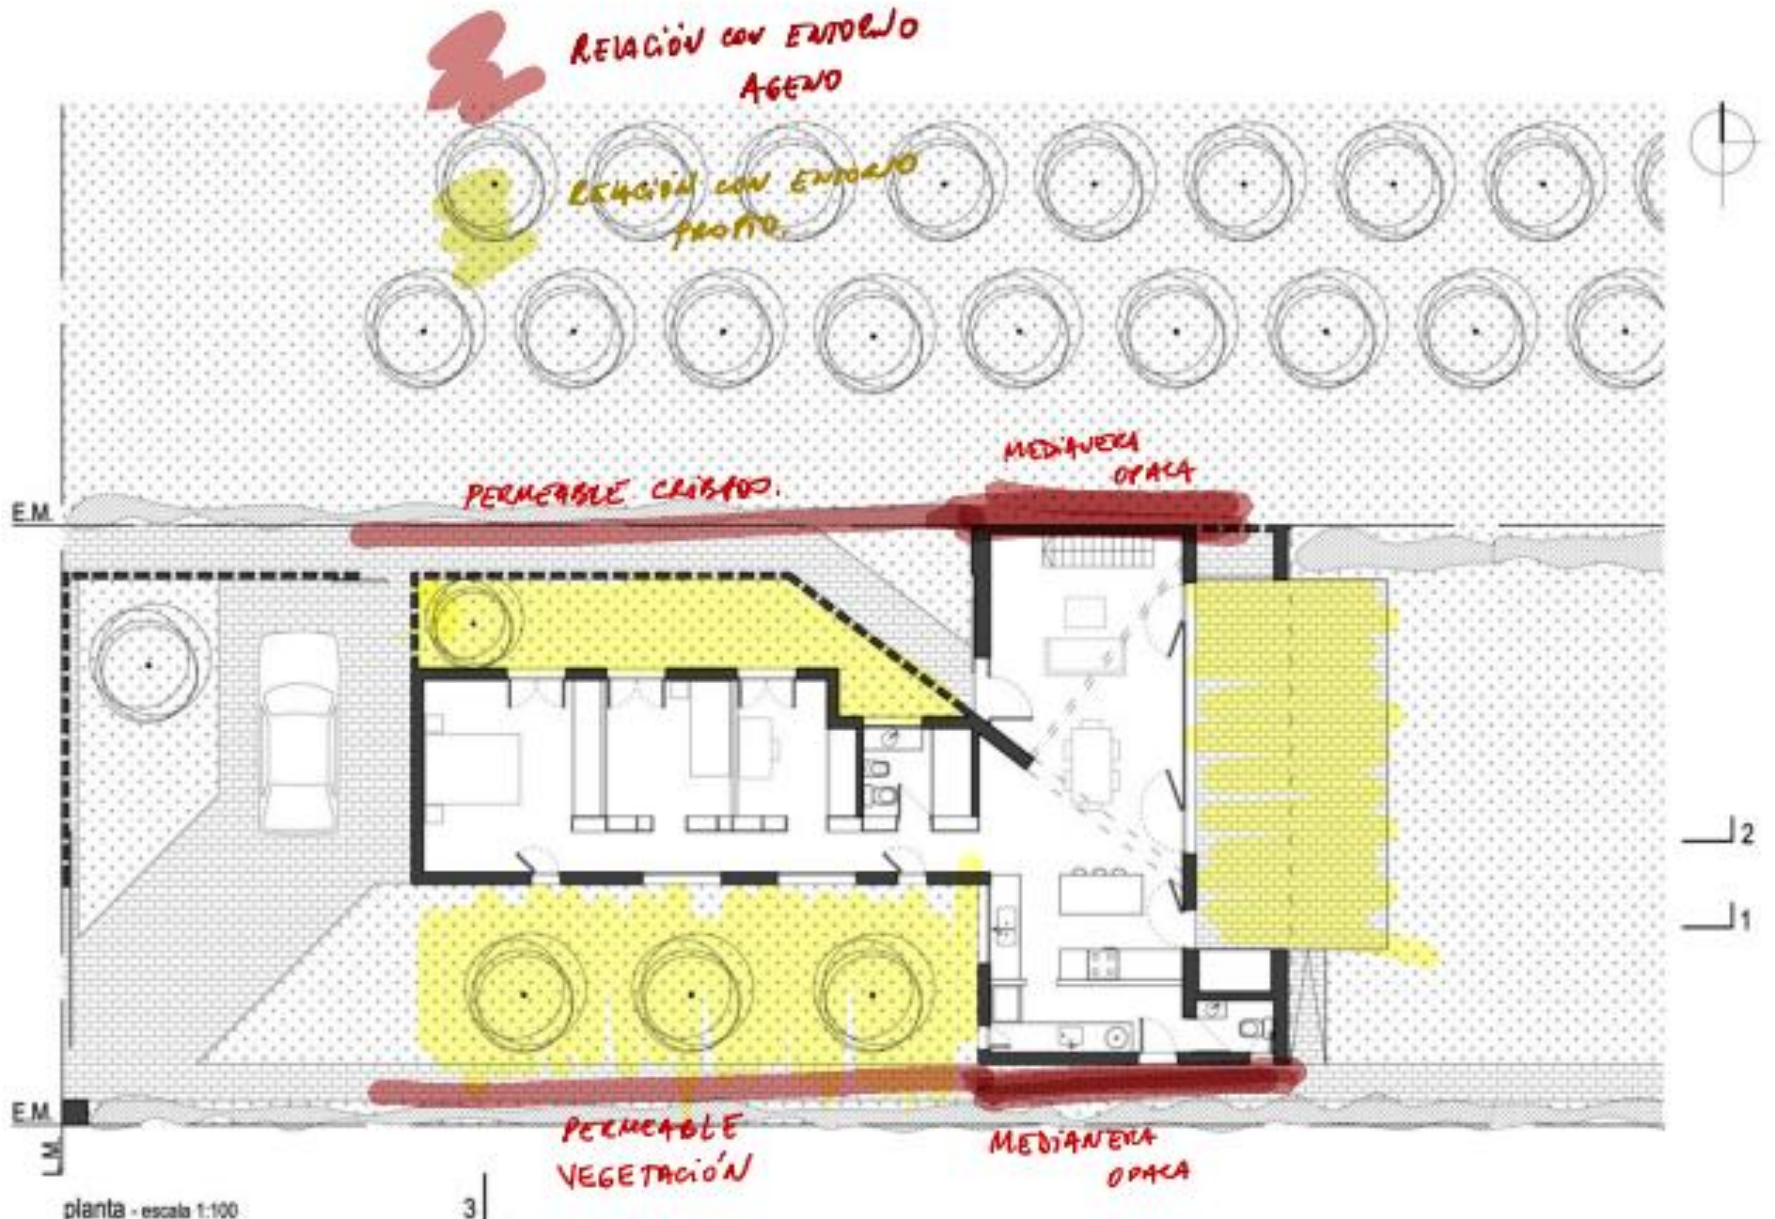 RELACIÓN CON ENTORNO
AGENO
RELACIÓN CON ENTORNO
PROPIO.
MEDIANERA
OPACA
PERMEABLE CRIBADO.
E.M.
2
1
E.M.
L.M.
PERMEABLE
VEGETACIÓN
MEDIANERA
OPACA
planta - escala 1:100
3